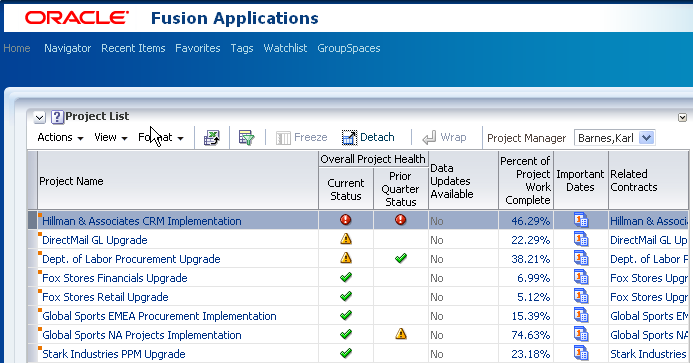 ORACLE Fusion Applications
Home Navigator Recent Items Favorites Tags Watchlist GroupSpaces
Project List
Actions View Format Freeze Detach Wrap Project Manager Barnes,Karl
Project Name Overall Project Health Data Updates Available Percent of Project Work Complete Important Dates Related Contracts
Current Status Prior Quarter Status
Hillman & Associates CRM Implementation No 46.29% Hillman & Associ
DirectMail GL Upgrade No 22.29% DirectMail GL Up
Dept. of Labor Procurement Upgrade No 38.21% Dept. of Labor P
Fox Stores Financials Upgrade No 6.99% Fox Stores Upgr
Fox Stores Retail Upgrade No 5.12% Fox Stores Upgr
Global Sports EMEA Procurement Implementation No 15.39% Global Sports EM
Global Sports NA Projects Implementation No 74.63% Global Sports NA
Stark Industries PPM Upgrade No 23.18% Stark Industries